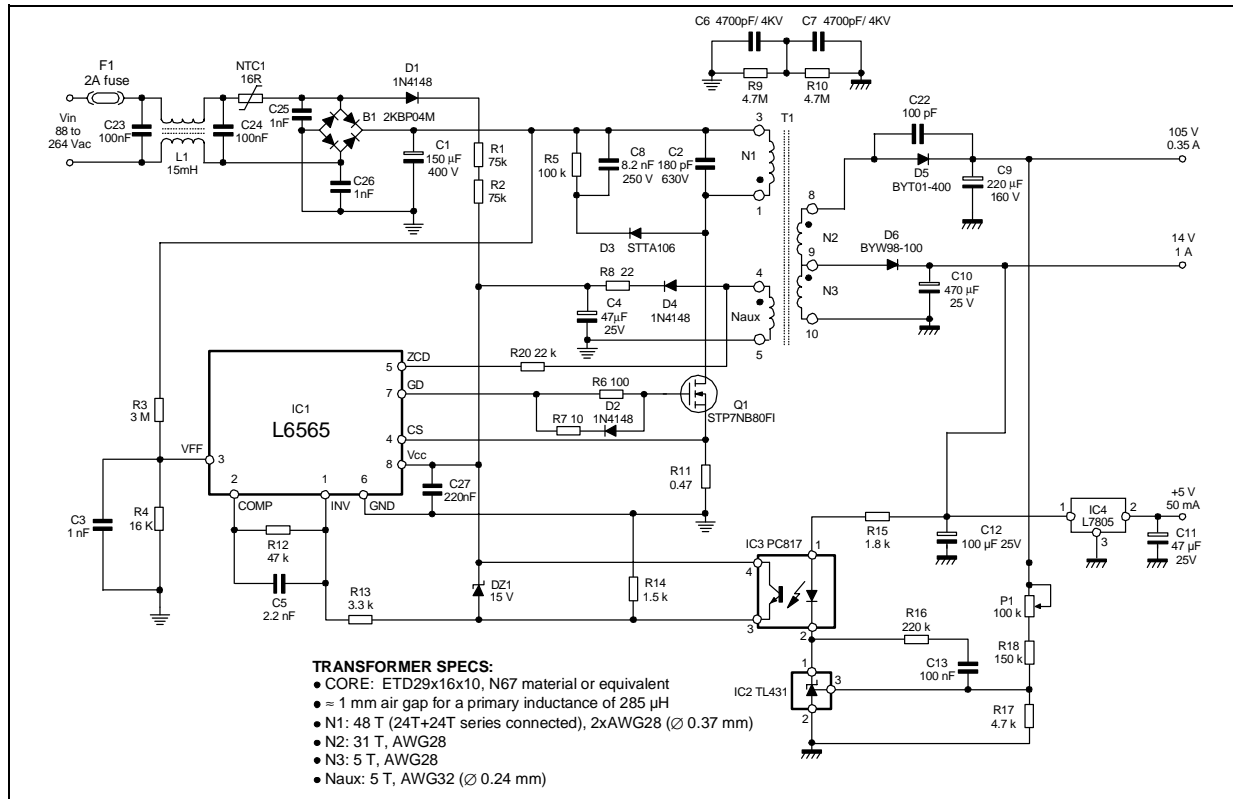 C6 4700pF/ 4KV
C7 4700pF/ 4KV
R9
4.7M
R10
4.7M
F1
2A fuse
NTC1
16R
D1
1N4148
Vin
88 to
264 Vac
C23
100nF
L1
15mH
C24
100nF
C25
1nF
B1
2KBP04M
C26
1nF
C1
150 µF
400 V
R1
75k
R2
75k
R5
100 k
C8
8.2 nF
250 V
C2
180 pF
630V
D3 STTA106
3
N1
1
T1
8
N2
9
N3
10
C22
100 pF
D5
BYT01-400
C9
220 µF
160 V
105 V
0.35 A
D6
BYW98-100
C10
470 µF
25 V
14 V
1 A
R8 22
D4
1N4148
C4
47µF
25V
4
Naux
5
R20 22 k
IC1
L6565
5
ZCD
7
GD
4
CS
8
Vcc
3
VFF
2
COMP
1
INV
6
GND
R3
3 M
R4
16 K
C3
1 nF
R6 100
D2
1N4148
R7 10
Q1
STP7NB80FI
R11
0.47
C27
220nF
R12
47 k
C5
2.2 nF
R13
3.3 k
DZ1
15 V
R14
1.5 k
IC3 PC817
1
4
3
2
R15
1.8 k
C12
100 µF 25V
1
IC4
L7805
2
3
+5 V
50 mA
C11
47 µF
25V
P1
100 k
R16
220 k
C13
100 nF
R18
150 k
R17
4.7 k
1
IC2 TL431
3
2
TRANSFORMER SPECS:
● CORE: ETD29x16x10, N67 material or equivalent
● ≈ 1 mm air gap for a primary inductance of 285 µH
● N1: 48 T (24T+24T series connected), 2xAWG28 (∅ 0.37 mm)
● N2: 31 T, AWG28
● N3: 5 T, AWG28
● Naux: 5 T, AWG32 (∅ 0.24 mm)